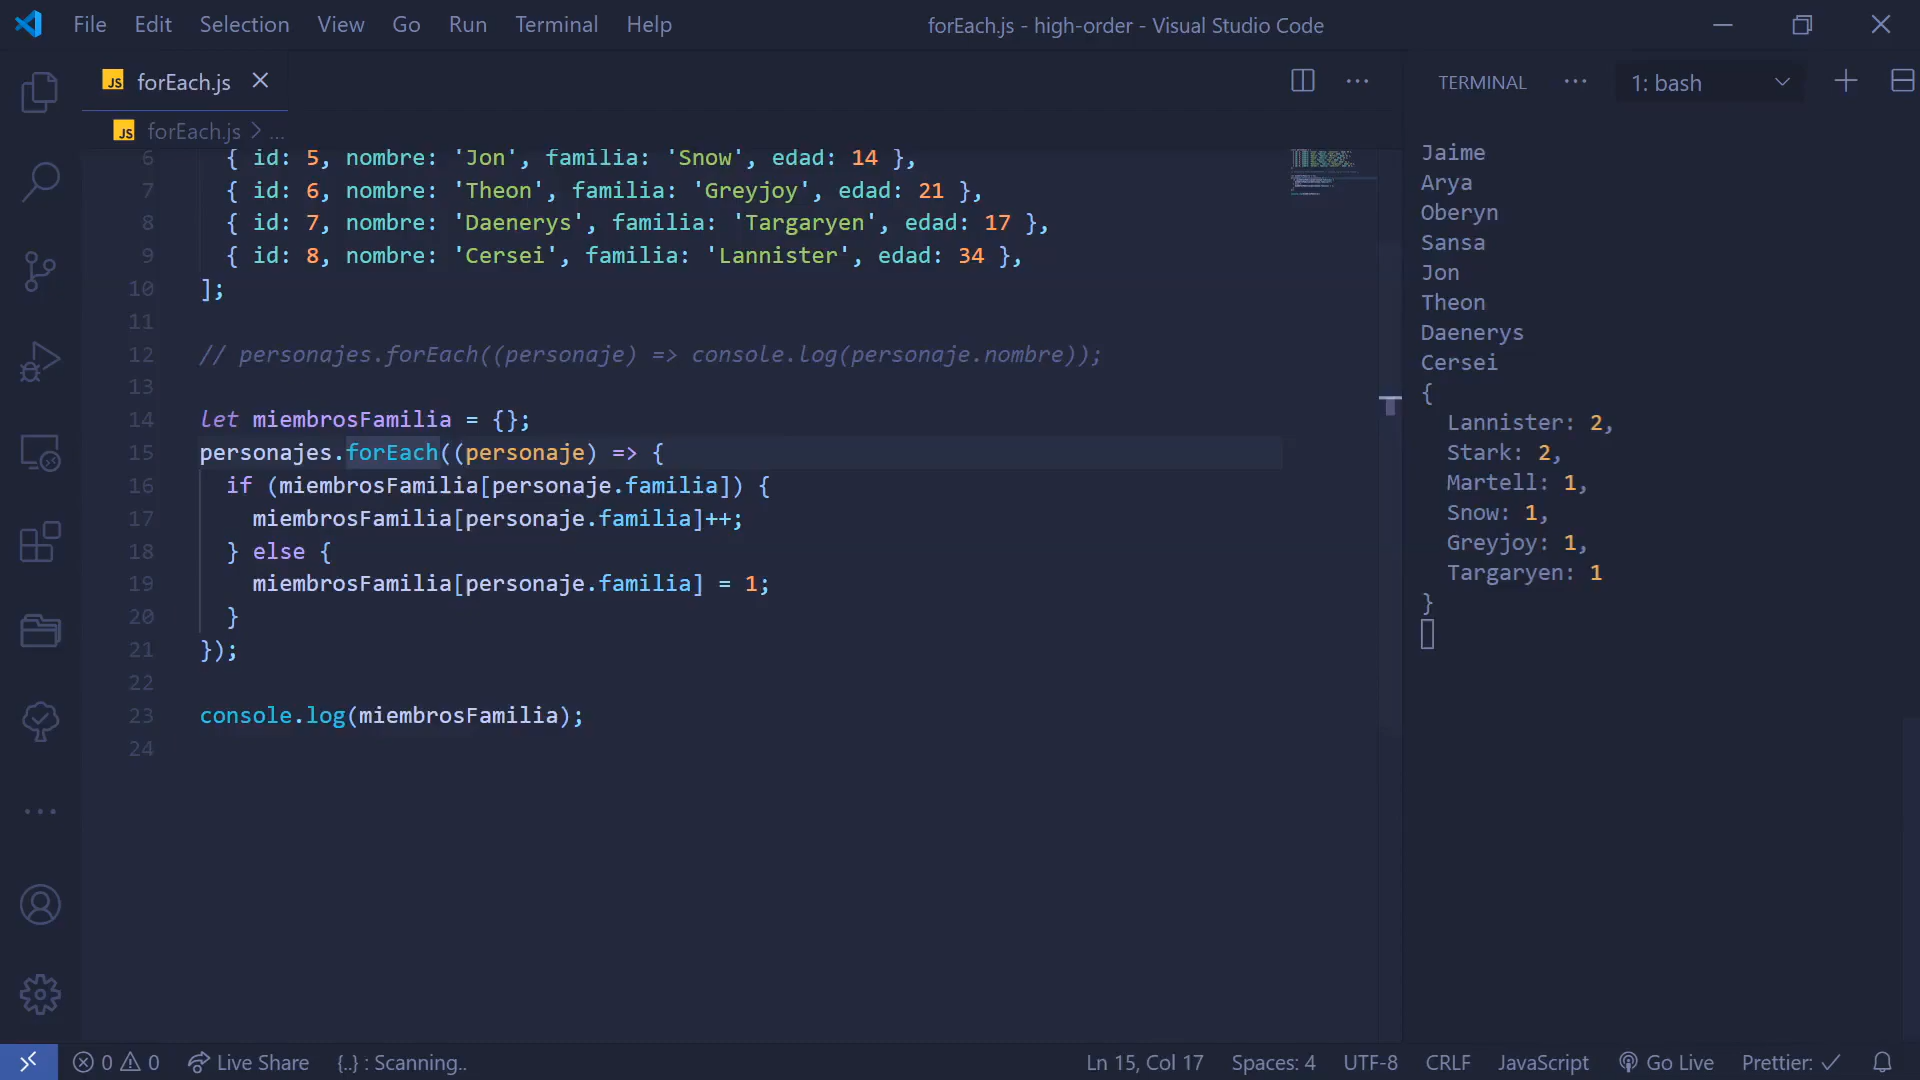 File Edit Selection View Go Run Terminal Help
forEach.js - high-order - Visual Studio Code
JS forEach.js
JS forEach.js > ...
6 { id: 5, nombre: 'Jon', familia: 'Snow', edad: 14 },
7 { id: 6, nombre: 'Theon', familia: 'Greyjoy', edad: 21 },
8 { id: 7, nombre: 'Daenerys', familia: 'Targaryen', edad: 17 },
9 { id: 8, nombre: 'Cersei', familia: 'Lannister', edad: 34 },
10 ];
11
12 // personajes.forEach((personaje) => console.log(personaje.nombre));
13
14 let miembrosFamilia = {};
15 personajes.forEach((personaje) => {
16 if (miembrosFamilia[personaje.familia]) {
17 miembrosFamilia[personaje.familia]++;
18 } else {
19 miembrosFamilia[personaje.familia] = 1;
20 }
21 });
22
23 console.log(miembrosFamilia);
24
TERMINAL ... 1: bash
Jaime
Arya
Oberyn
Sansa
Jon
Theon
Daenerys
Cersei
{
Lannister: 2,
Stark: 2,
Martell: 1,
Snow: 1,
Greyjoy: 1,
Targaryen: 1
}
0 0 Live Share {..} : Scanning.. Ln 15, Col 17 Spaces: 4 UTF-8 CRLF JavaScript Go Live Prettier: ✓